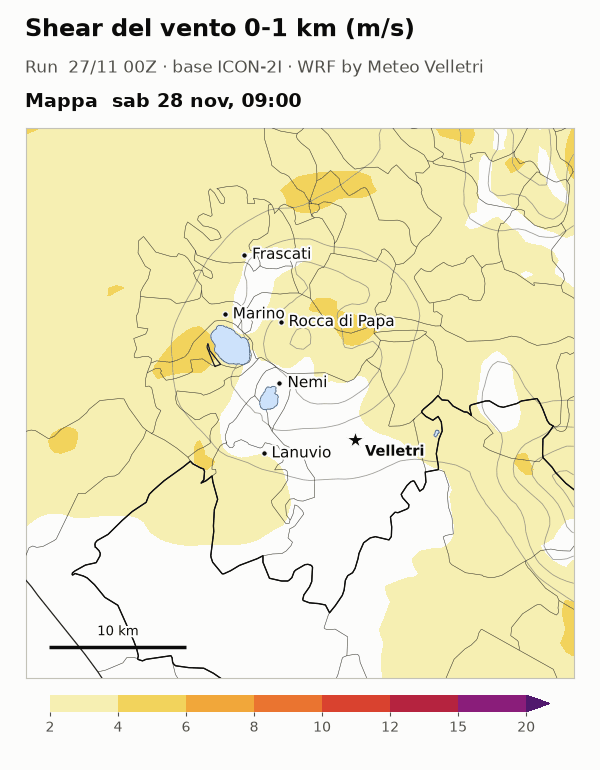 Shear del vento 0-1 km (m/s)
Run  27/11 00Z · base ICON-2I · WRF by Meteo Velletri
Mappa  sab 28 nov, 09:00
Frascati
Marino
Rocca di Papa
Nemi
Velletri
Lanuvio
10 km
2 4 6 8 10 12 15 20